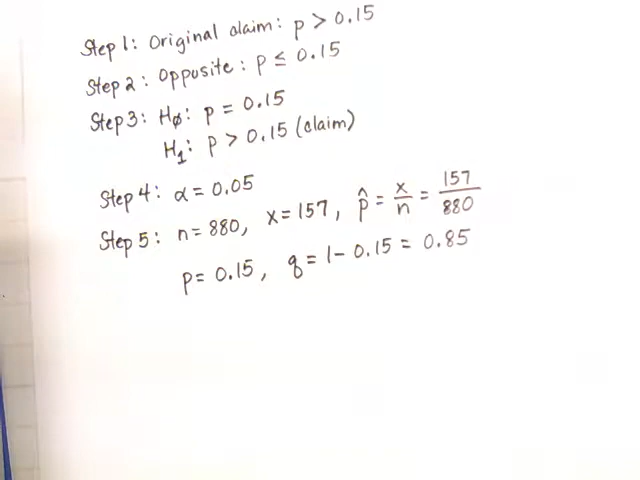 Step 1: Original claim: p > 0.15
Step 2: Opposite: p ≤ 0.15
Step 3: H∅: p = 0.15
H₁: p > 0.15 (claim)
Step 4: α = 0.05
Step 5: n = 880, x = 157, p̂ = x/n = 157/880
p = 0.15, q = 1 - 0.15 = 0.85